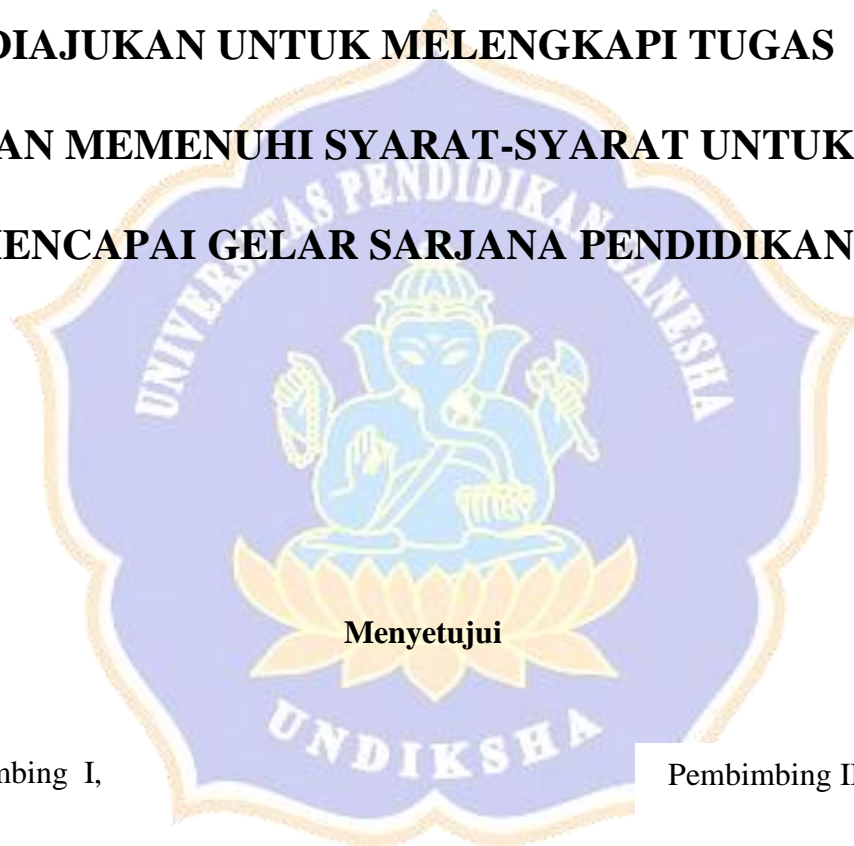 DIAJUKAN UNTUK MELENGKAPI TUGAS
AN MEMENUHI SYARAT-SYARAT UNTUK
ENCAPAI GELAR SARJANA PENDIDIKAN
UNIVERSITAS PENDIDIKAN GANESHA
Menyetujui
UNDIKSHA
mbing I,
Pembimbing II